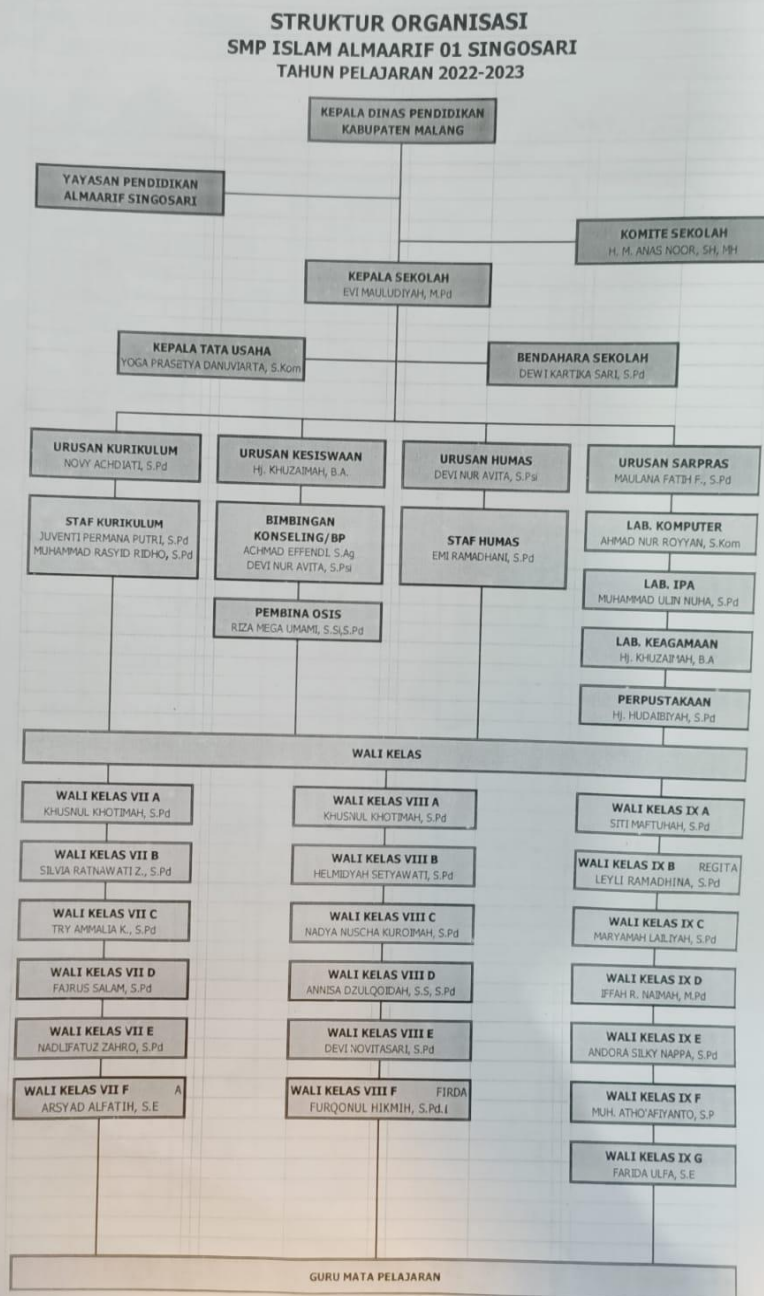 STRUKTUR ORGANISASI
SMP ISLAM ALMAARIF 01 SINGOSARI
TAHUN PELAJARAN 2022-2023
KEPALA DINAS PENDIDIKAN
KABUPATEN MALANG
YAYASAN PENDIDIKAN
ALMAARIF SINGOSARI
KOMITE SEKOLAH
H. M. ANAS NOOR, SH, MH
KEPALA SEKOLAH
EVI MAULUDIYAH, M.Pd
KEPALA TATA USAHA
YOGA PRASETYA DANUVIARTA, S.Kom
BENDAHARA SEKOLAH
DEWI KARTIKA SARI, S.Pd
URUSAN KURIKULUM
NOVY ACHDIATI, S.Pd
URUSAN KESISWAAN
Hj. KHUZAIMAH, B.A.
URUSAN HUMAS
DEVI NUR AVITA, S.Psi
URUSAN SARPRAS
MAULANA FATIH F., S.Pd
STAF KURIKULUM
JUVENTI PERMANA PUTRI, S.Pd
MUHAMMAD RASYID RIDHO, S.Pd
BIMBINGAN
KONSELING/BP
ACHMAD EFFENDI, S.Ag
DEVI NUR AVITA, S.Psi
STAF HUMAS
EMI RAMADHANI, S.Pd
LAB. KOMPUTER
AHMAD NUR ROYYAN, S.Kom
LAB. IPA
MUHAMMAD ULIN NUHA, S.Pd
PEMBINA OSIS
RIZA MEGA UMAMI, S.Si,S.Pd
LAB. KEAGAMAAN
Hj. KHUZAIMAH, B.A
PERPUSTAKAAN
Hj. HUDAIBIYAH, S.Pd
WALI KELAS
WALI KELAS VII A
KHUSNUL KHOTIMAH, S.Pd
WALI KELAS VIII A
KHUSNUL KHOTIMAH, S.Pd
WALI KELAS IX A
SITI MAFTUHAH, S.Pd
WALI KELAS VII B
SILVIA RATNAWATI Z., S.Pd
WALI KELAS VIII B
HELMIDYAH SETYAWATI, S.Pd
WALI KELAS IX B REGITA
LEYLI RAMADHINA, S.Pd
WALI KELAS VII C
TRY AMMALIA K., S.Pd
WALI KELAS VIII C
NADYA NUSCHA KUROIMAH, S.Pd
WALI KELAS IX C
MARYAMAH LAILIYAH, S.Pd
WALI KELAS VII D
FAJRUS SALAM, S.Pd
WALI KELAS VIII D
ANNISA DZULQOIDAH, S.S, S.Pd
WALI KELAS IX D
IFFAH R. NAIMAH, M.Pd
WALI KELAS VII E
NADLIFATUZ ZAHRO, S.Pd
WALI KELAS VIII E
DEVI NOVITASARI, S.Pd
WALI KELAS IX E
ANDORA SILKY NAPPA, S.Pd
WALI KELAS VII F A
ARSYAD ALFATIH, S.E
WALI KELAS VIII F FIRDA
FURQONUL HIKMIH, S.Pd.I
WALI KELAS IX F
MUH. ATHO'AFIYANTO, S.P
WALI KELAS IX G
FARIDA ULFA, S.E
GURU MATA PELAJARAN